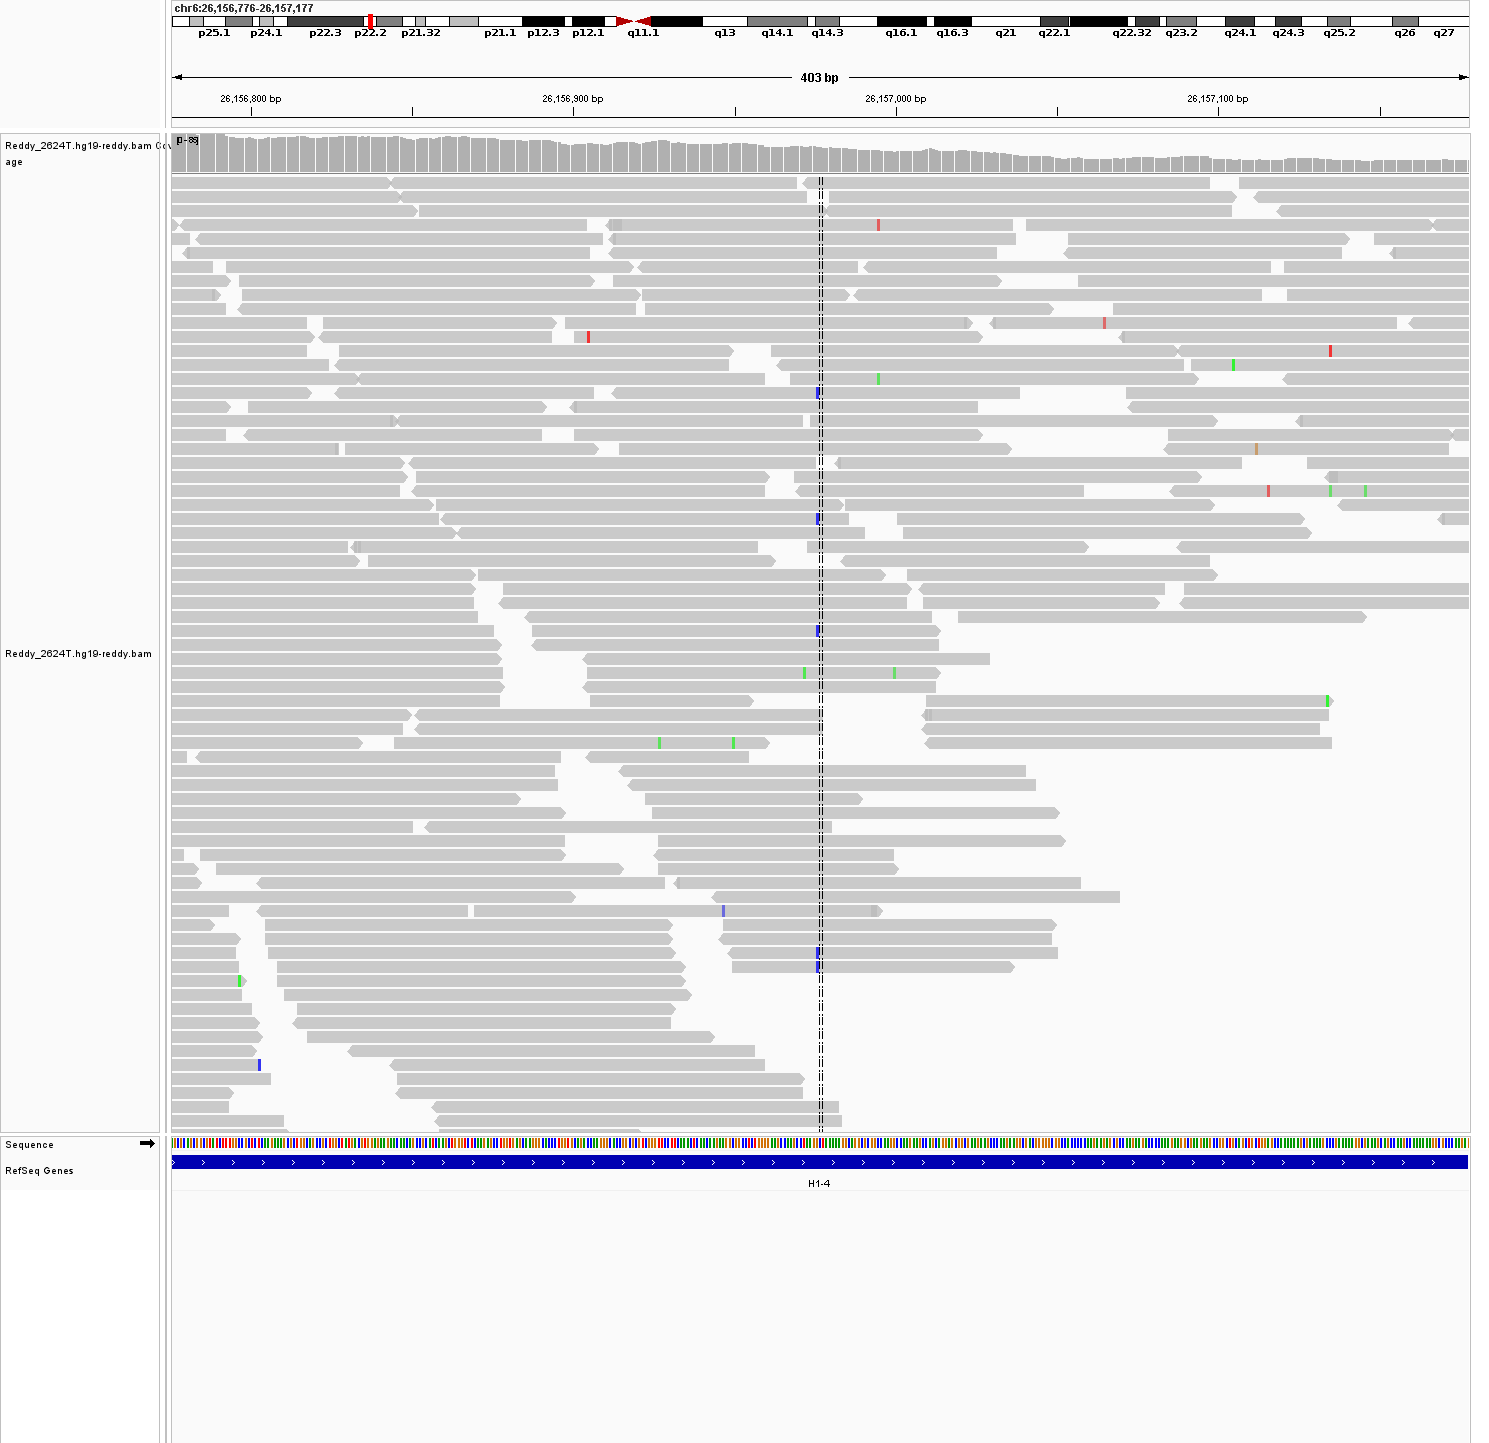 chr6:26,156,776-26,157,177
p25.1 p24.1 p22.3 p22.2 p21.32 p21.1 p12.3 p12.1 q11.1 q13 q14.1 q14.3 q16.1 q16.3 q21 q22.1 q22.32 q23.2 q24.1 q24.3 q25.2 q26 q27
403 bp
26,156,800 bp 26,156,900 bp 26,157,000 bp 26,157,100 bp
Reddy_2624T.hg19-reddy.bam Cov
age
Reddy_2624T.hg19-reddy.bam
Sequence
RefSeq Genes
H1-4